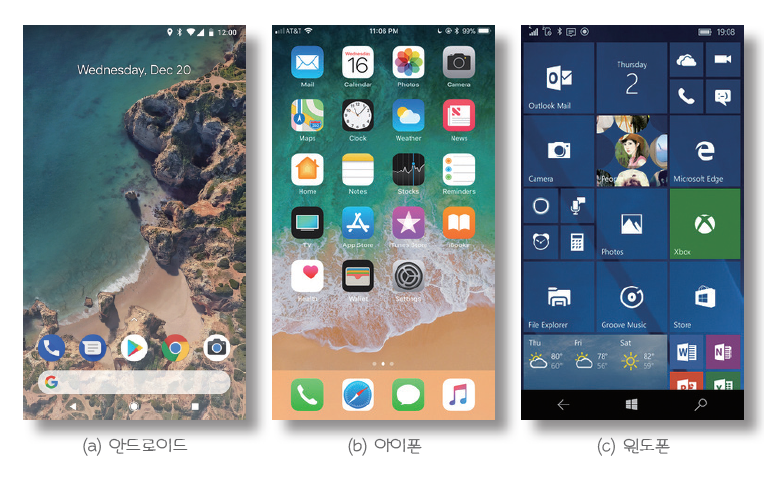 12:00
Wednesday, Dec 20
AT&T
11:06 PM
99%
Wednesday
16
Mail
Calendar
Photos
Camera
Maps
Clock
Weather
News
Home
Notes
Stocks
Reminders
TV
App Store
iTunes Store
iBooks
Health
Wallet
Settings
19:08
Outlook Mail
Thursday
2
Camera
People
Microsoft Edge
Photos
Xbox
File Explorer
Groove Music
Store
Thu
Fri
Sat
80°
60°
78°
56°
82°
59°
(a) 안드로이드
(b) 아이폰
(c) 윈도폰